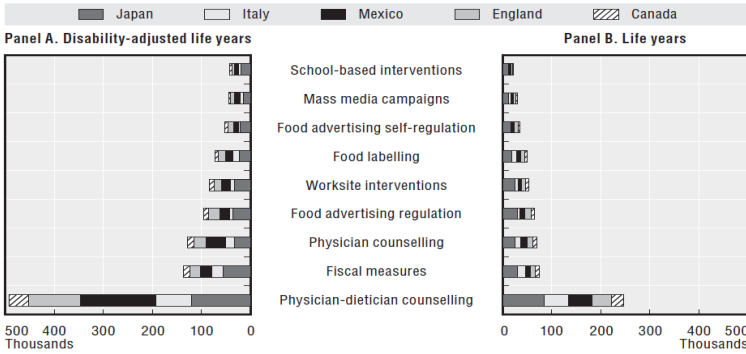 Japan Italy Mexico England Canada
Panel A. Disability-adjusted life years
Panel B. Life years
School-based interventions
Mass media campaigns
Food advertising self-regulation
Food labelling
Worksite interventions
Food advertising regulation
Physician counselling
Fiscal measures
Physician-dietician counselling
500 400 300 200 100 0
Thousands
0 100 200 300 400 500
Thousands